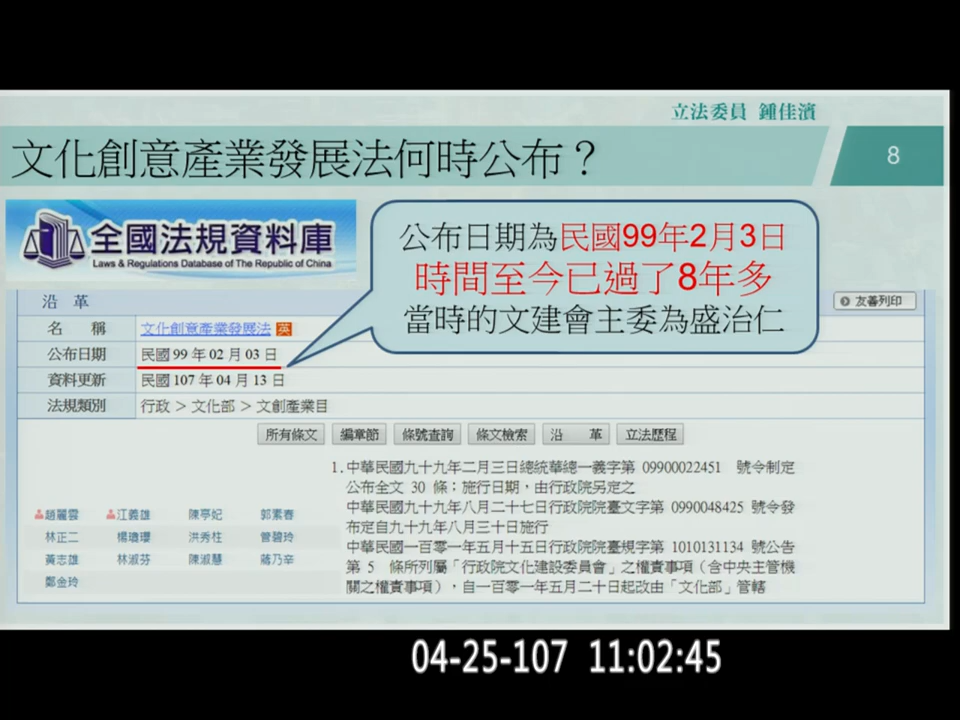 立法委員 鍾佳濱
文化創意產業發展法何時公布？
8
全國法規資料庫
Laws & Regulations Database of The Republic of China
公布日期為民國99年2月3日
時間至今已過了8年多
當時的文建會主委為盛治仁
沿 革
友善列印
名 稱 文化創意產業發展法 英
公布日期 民國 99 年 02 月 03 日
資料更新 民國 107 年 04 月 13 日
法規類別 行政 > 文化部 > 文創產業目
所有條文 編章節 條號查詢 條文檢索 沿 革 立法歷程
1.中華民國九十九年二月三日總統華總一義字第 09900022451 號令制定
公布全文 30 條；施行日期，由行政院另定之
中華民國九十九年八月二十七日行政院院臺文字第 0990048425 號令發
布定自九十九年八月三十日施行
中華民國一百零一年五月十五日行政院院臺規字第 1010131134 號公告
第 5 條所列屬「行政院文化建設委員會」之權責事項（含中央主管機
關之權責事項），自一百零一年五月二十日起改由「文化部」管轄
趙麗雲 江義雄 陳亭妃 郭素春
林正二 楊瓊瓔 洪秀柱 管碧玲
黃志雄 林淑芬 陳淑慧 蔣乃辛
鄭金玲
04-25-107 11:02:45